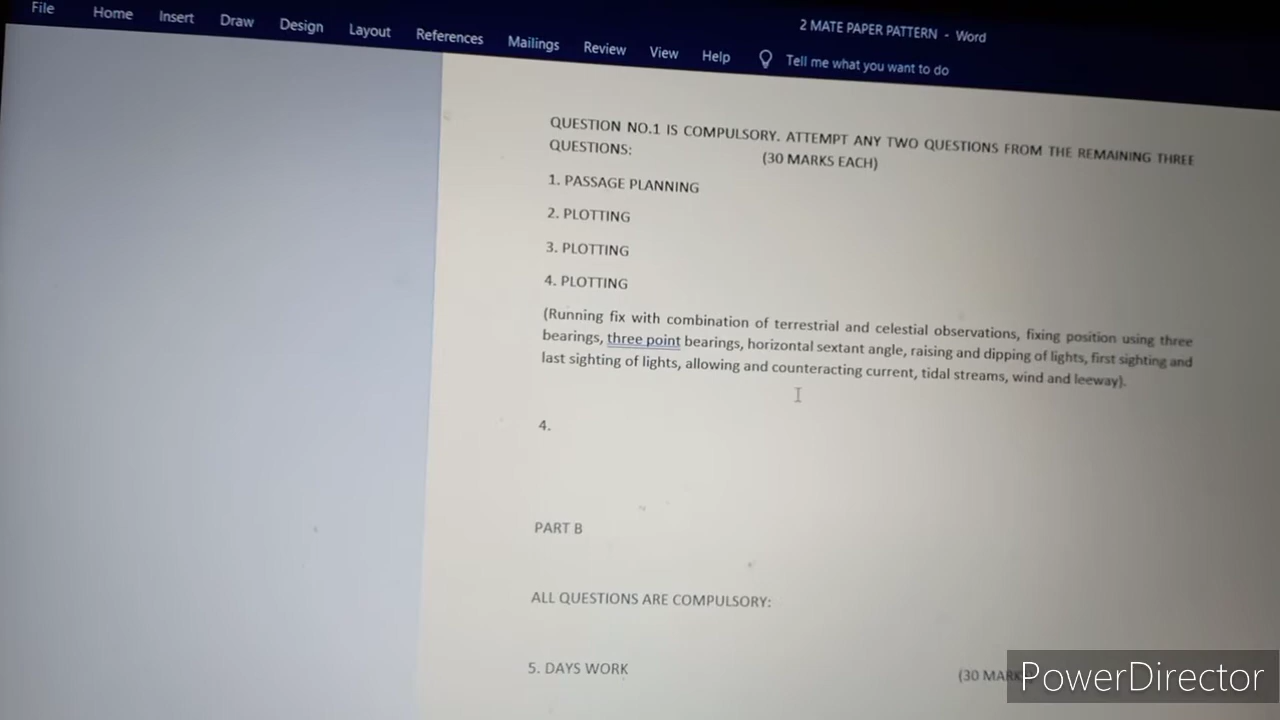 File Home Insert Draw Design Layout References Mailings Review View Help Tell me what you want to do
2 MATE PAPER PATTERN - Word
QUESTION NO.1 IS COMPULSORY. ATTEMPT ANY TWO QUESTIONS FROM THE REMAINING THREE
QUESTIONS: (30 MARKS EACH)
1. PASSAGE PLANNING
2. PLOTTING
3. PLOTTING
4. PLOTTING
(Running fix with combination of terrestrial and celestial observations, fixing position using three
bearings, three point bearings, horizontal sextant angle, raising and dipping of lights, first sighting and
last sighting of lights, allowing and counteracting current, tidal streams, wind and leeway).
4.
PART B
ALL QUESTIONS ARE COMPULSORY:
5. DAYS WORK (30
PowerDirector